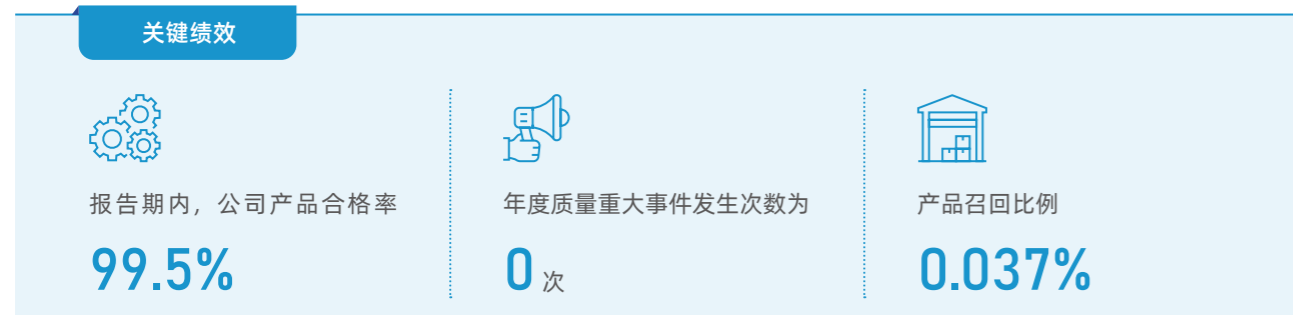 关键绩效
报告期内，公司产品合格率
99.5%
年度质量重大事件发生次数为
0 次
产品召回比例
0.037%